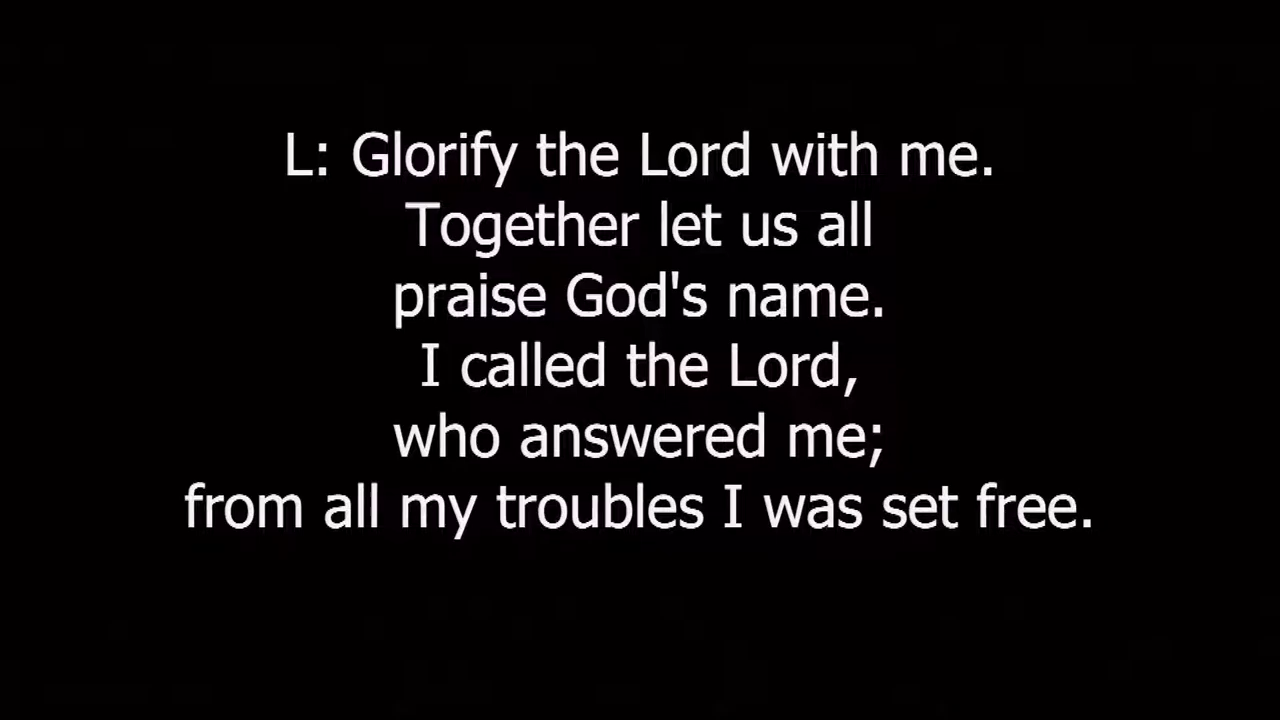 L: Glorify the Lord with me.
Together let us all
praise God's name.
I called the Lord,
who answered me;
from all my troubles I was set free.